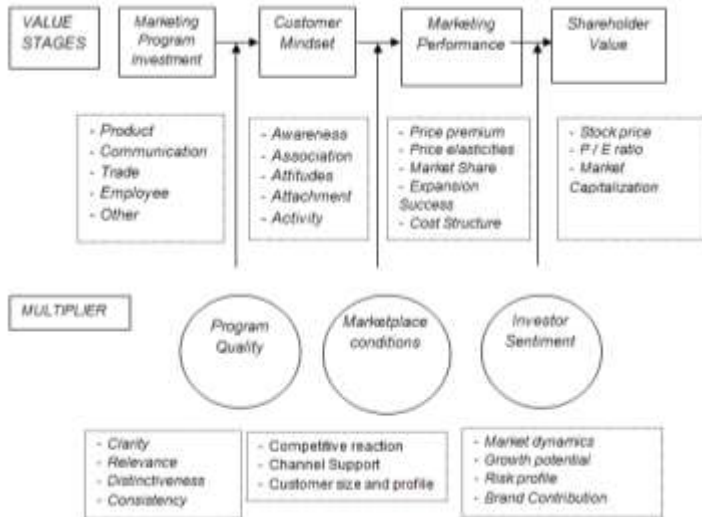 VALUE
STAGES
Marketing
Program
Investment
Customer
Mindset
Marketing
Performance
Shareholder
Value
- Product
- Communication
- Trade
- Employee
- Other
- Awareness
- Association
- Attitudes
- Attachment
- Activity
- Price premium
- Price elasticities
- Market Share
- Expansion
Success
- Cost Structure
- Stock price
- P / E ratio
- Market
Capitalization
MULTIPLIER
Program
Quality
Marketplace
conditions
Investor
Sentiment
- Clarity
- Relevance
- Distinctiveness
- Consistency
- Competitive reaction
- Channel Support
- Customer size and profile
- Market dynamics
- Growth potential
- Risk profile
- Brand Contribution